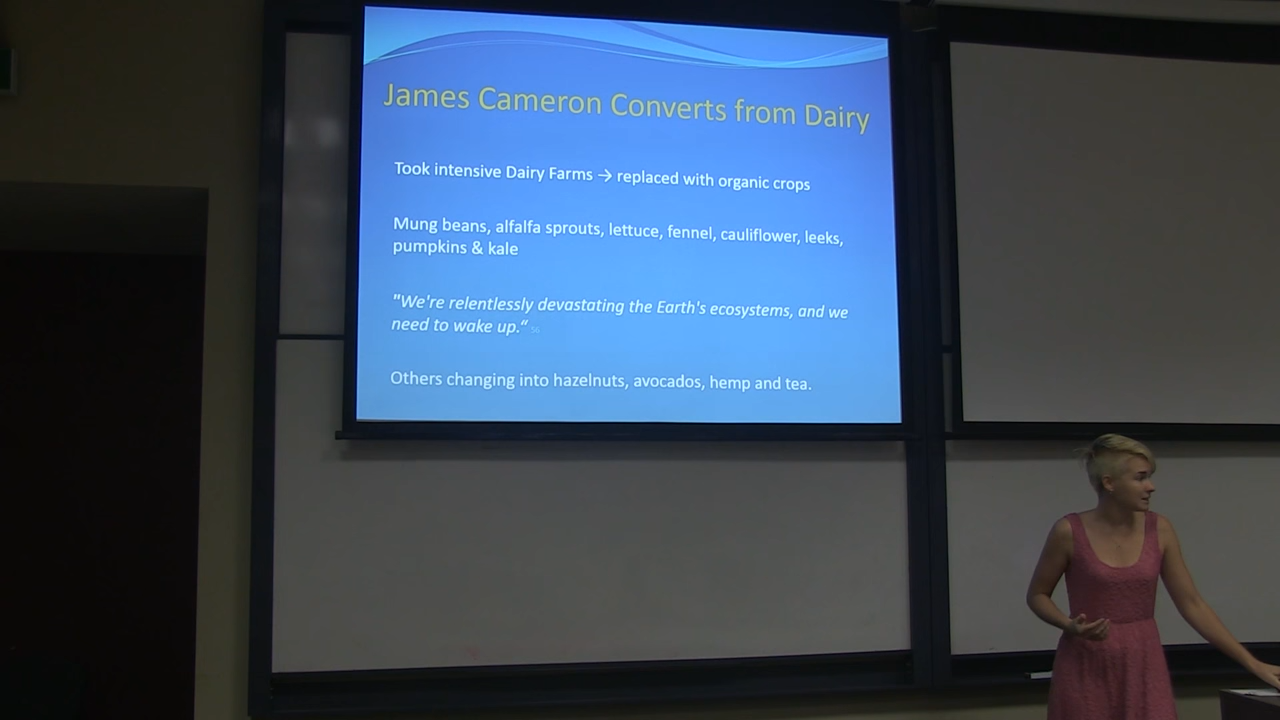 James Cameron Converts from Dairy
Took intensive Dairy Farms → replaced with organic crops
Mung beans, alfalfa sprouts, lettuce, fennel, cauliflower, leeks,
pumpkins & kale
"We're relentlessly devastating the Earth's ecosystems, and we
need to wake up.“ 56
Others changing into hazelnuts, avocados, hemp and tea.